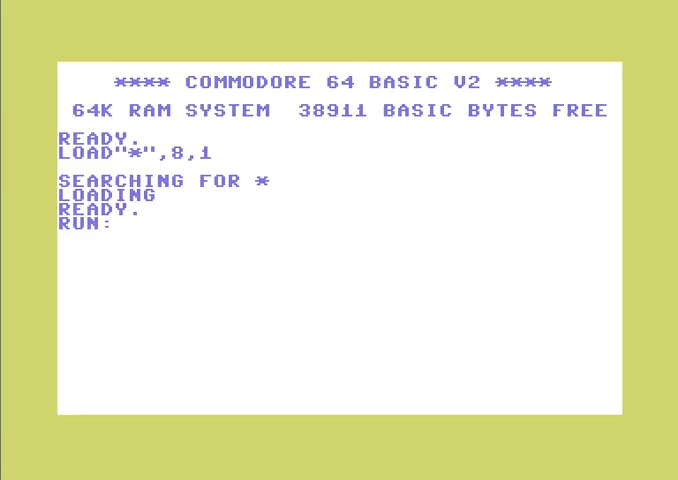 **** COMMODORE 64 BASIC V2 ****
64K RAM SYSTEM  38911 BASIC BYTES FREE
READY.
LOAD"*",8,1
SEARCHING FOR *
LOADING
READY.
RUN: